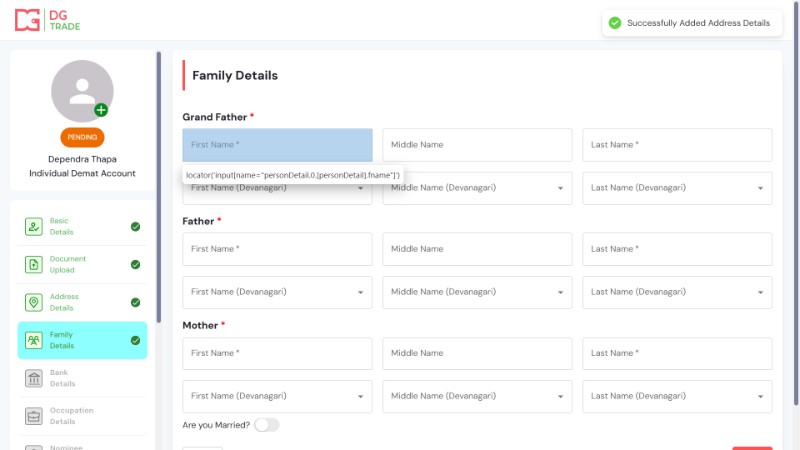 DG
TRADE
Successfully Added Address Details
PENDING
Dependra Thapa
Individual Demat Account
Basic
Details
Document
Upload
Address
Details
Family
Details
Bank
Details
Occupation
Details
Nominee
Family Details
Grand Father *
First Name *
Middle Name
Last Name *
locator('input[name="personDetail.0.[personDetail].fname"]')
First Name (Devanagari)
Middle Name (Devanagari)
Last Name (Devanagari)
Father *
First Name *
Middle Name
Last Name *
First Name (Devanagari)
Middle Name (Devanagari)
Last Name (Devanagari)
Mother *
First Name *
Middle Name
Last Name *
First Name (Devanagari)
Middle Name (Devanagari)
Last Name (Devanagari)
Are you Married?